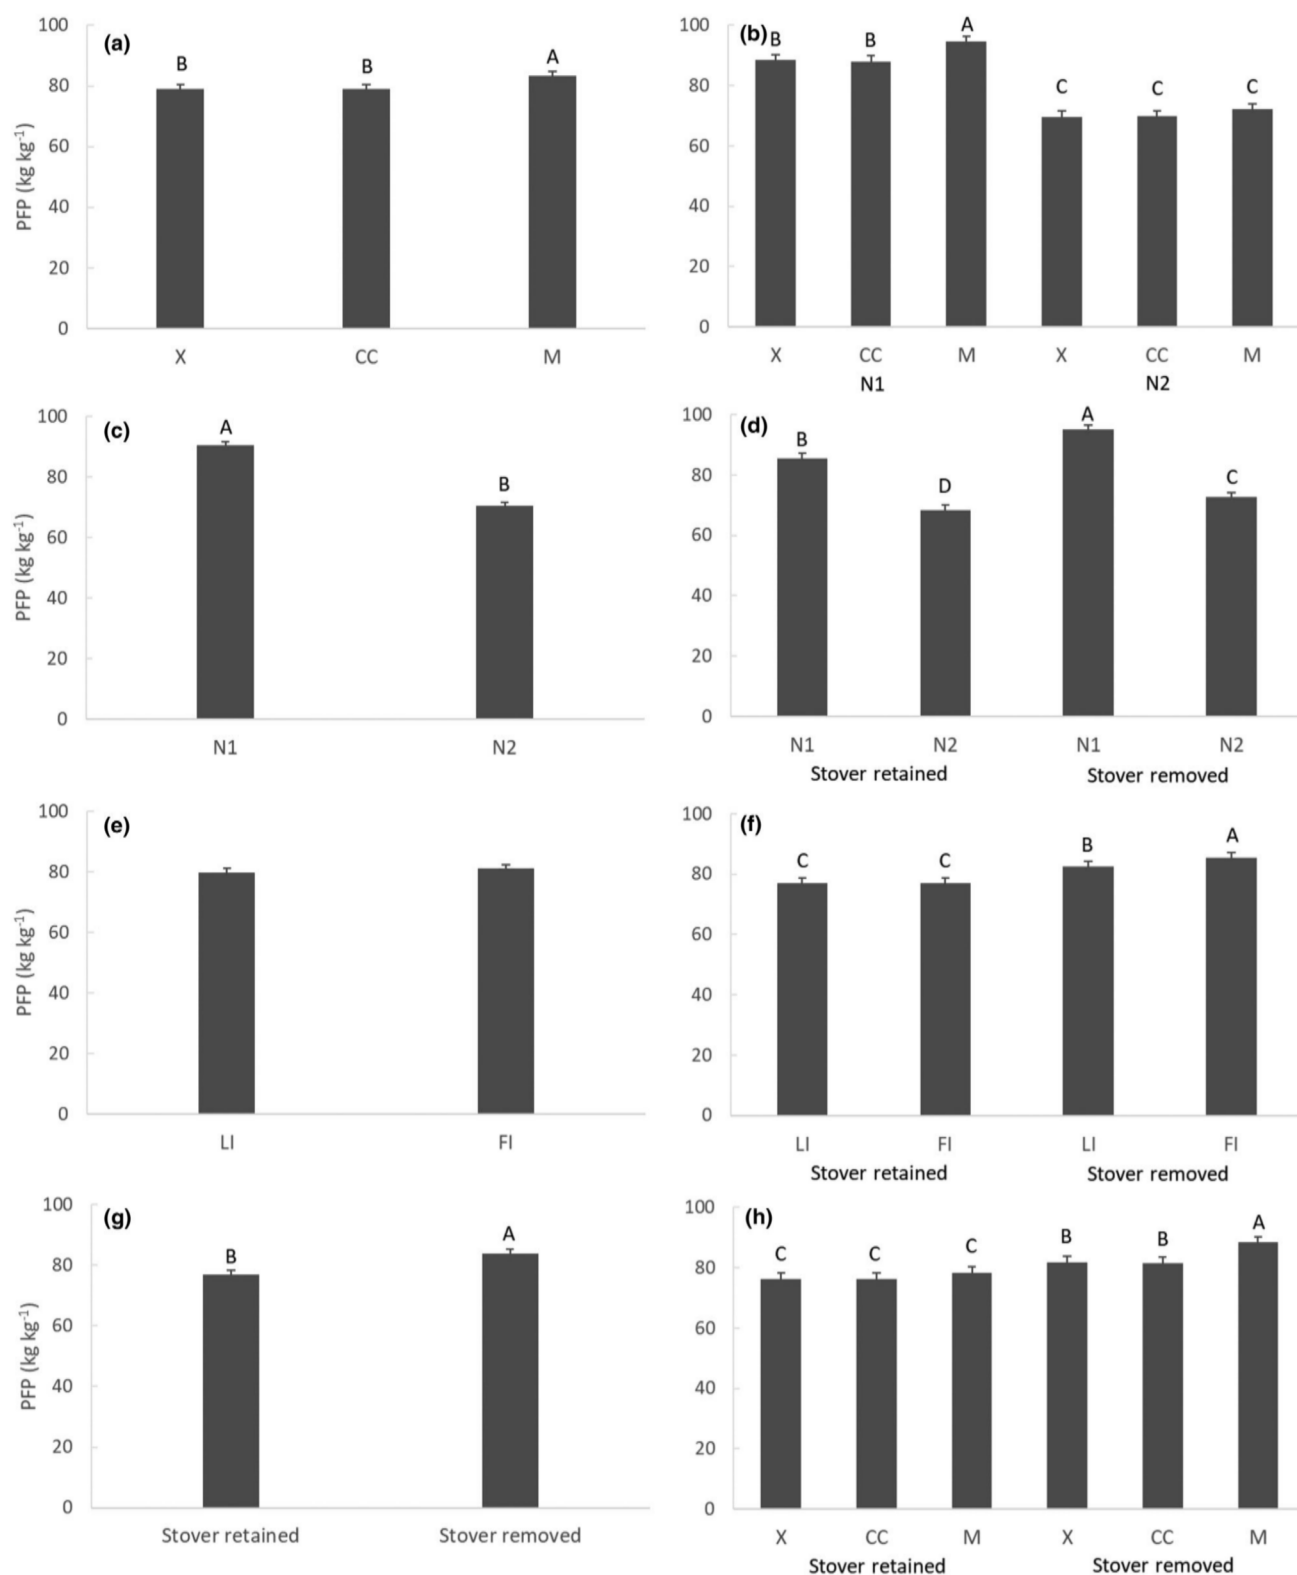 (a)
PFP (kg kg⁻¹)
100
80
60
40
20
0
B
B
A
X
CC
M
(b)
100
80
60
40
20
0
B
B
A
C
C
C
X
CC
M
X
CC
M
N1
N2
(c)
PFP (kg kg⁻¹)
100
80
60
40
20
0
A
B
N1
N2
(d)
100
80
60
40
20
0
B
D
A
C
N1
N2
N1
N2
Stover retained
Stover removed
(e)
PFP (kg kg⁻¹)
100
80
60
40
20
0
LI
FI
(f)
100
80
60
40
20
0
C
C
B
A
LI
FI
LI
FI
Stover retained
Stover removed
(g)
PFP (kg kg⁻¹)
100
80
60
40
20
0
B
A
Stover retained
Stover removed
(h)
100
80
60
40
20
0
C
C
C
B
B
A
X
CC
M
X
CC
M
Stover retained
Stover removed